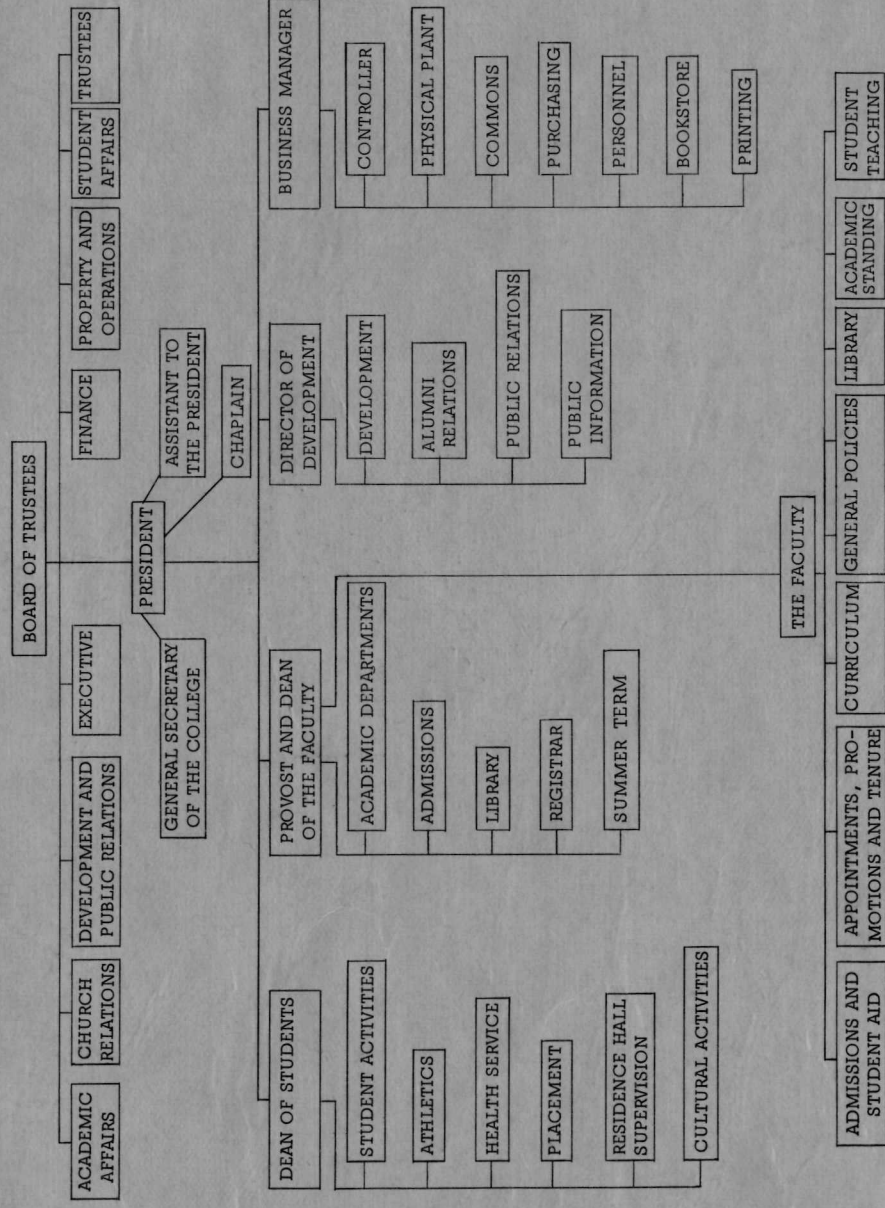 BOARD OF TRUSTEES
ACADEMIC
AFFAIRS
CHURCH
RELATIONS
DEVELOPMENT AND
PUBLIC RELATIONS
EXECUTIVE
FINANCE
PROPERTY AND
OPERATIONS
STUDENT
AFFAIRS
TRUSTEES
PRESIDENT
GENERAL SECRETARY
OF THE COLLEGE
ASSISTANT TO
THE PRESIDENT
CHAPLAIN
DEAN OF STUDENTS
STUDENT ACTIVITIES
ATHLETICS
HEALTH SERVICE
PLACEMENT
RESIDENCE HALL
SUPERVISION
CULTURAL ACTIVITIES
PROVOST AND DEAN
OF THE FACULTY
ACADEMIC DEPARTMENTS
ADMISSIONS
LIBRARY
REGISTRAR
SUMMER TERM
DIRECTOR OF
DEVELOPMENT
DEVELOPMENT
ALUMNI
RELATIONS
PUBLIC RELATIONS
PUBLIC
INFORMATION
BUSINESS MANAGER
CONTROLLER
PHYSICAL PLANT
COMMONS
PURCHASING
PERSONNEL
BOOKSTORE
PRINTING
THE FACULTY
ADMISSIONS AND
STUDENT AID
APPOINTMENTS, PRO-
MOTIONS AND TENURE
CURRICULUM
GENERAL POLICIES
LIBRARY
ACADEMIC
STANDING
STUDENT
TEACHING